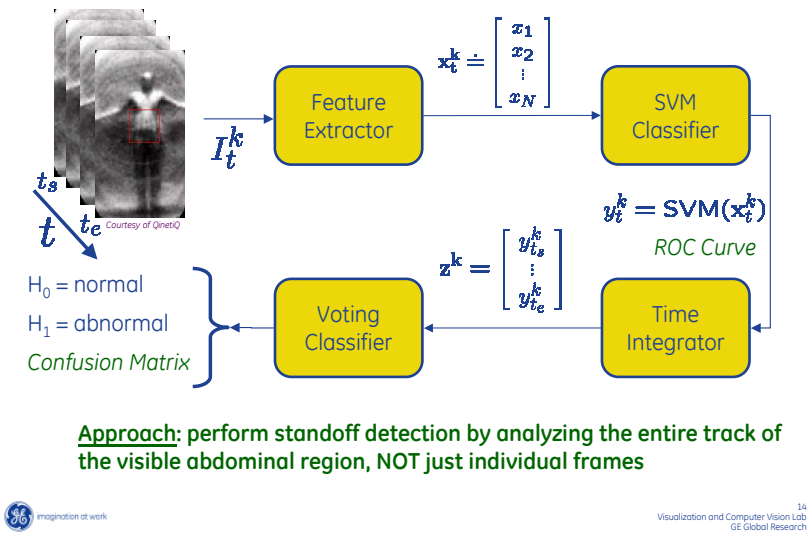 t_s
t
t_e
Courtesy of QinetiQ
I_t^k
Feature
Extractor
x_t^k ≐ [ x_1
x_2
⋮
x_N ]
SVM
Classifier
y_t^k = SVM(x_t^k)
ROC Curve
Time
Integrator
z^k = [ y_{t_s}^k
⋮
y_{t_e}^k ]
Voting
Classifier
H_0 = normal
H_1 = abnormal
Confusion Matrix
Approach: perform standoff detection by analyzing the entire track of
the visible abdominal region, NOT just individual frames
GE imagination at work
14
Visualization and Computer Vision Lab
GE Global Research